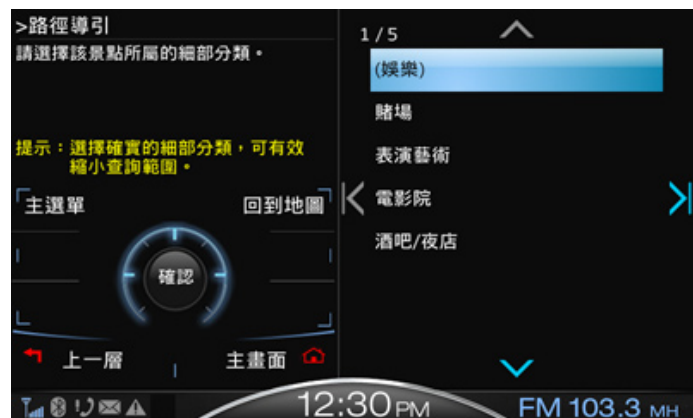 >路徑導引
請選擇該景點所屬的細部分類。
提示：選擇確實的細部分類，可有效
縮小查詢範圍。
主選單
回到地圖
確認
上一層
主畫面
1/5
(娛樂)
賭場
表演藝術
電影院
酒吧/夜店
12:30 PM
FM 103.3 MH